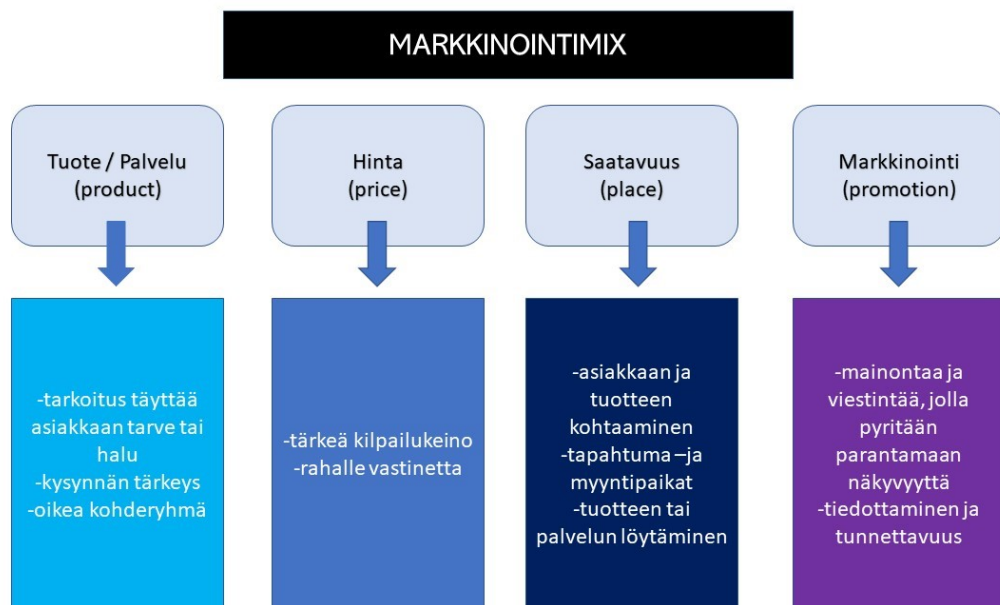 MARKKINOINTIMIX
Tuote / Palvelu
(product)
Hinta
(price)
Saatavuus
(place)
Markkinointi
(promotion)
-tarkoitus täyttää
asiakkaan tarve tai
halu
-kysynnän tärkeys
-oikea kohderyhmä
-tärkeä kilpailukeino
-rahalle vastinetta
-asiakkaan ja
tuotteen
kohtaaminen
-tapahtuma –ja
myyntipaikat
-tuotteen tai
palvelun löytäminen
-mainontaa ja
viestintää, jolla
pyritään
parantamaan
näkyvyyttä
-tiedottaminen ja
tunnettavuus